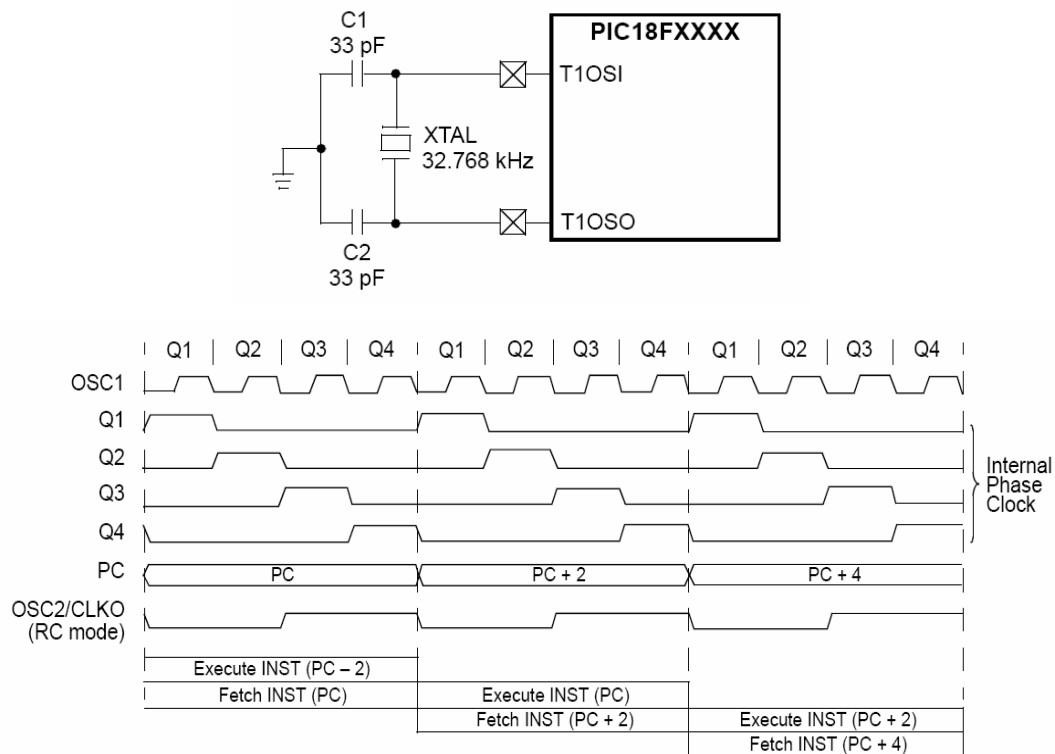 C1
33 pF
PIC18FXXXX
T1OSI
XTAL
32.768 kHz
T1OSO
C2
33 pF
Q1 Q2 Q3 Q4 Q1 Q2 Q3 Q4 Q1 Q2 Q3 Q4
OSC1
Q1
Q2
Q3
Q4
Internal
Phase
Clock
PC PC PC + 2 PC + 4
OSC2/CLKO
(RC mode)
Execute INST (PC – 2)
Fetch INST (PC) Execute INST (PC)
Fetch INST (PC + 2) Execute INST (PC + 2)
Fetch INST (PC + 4)